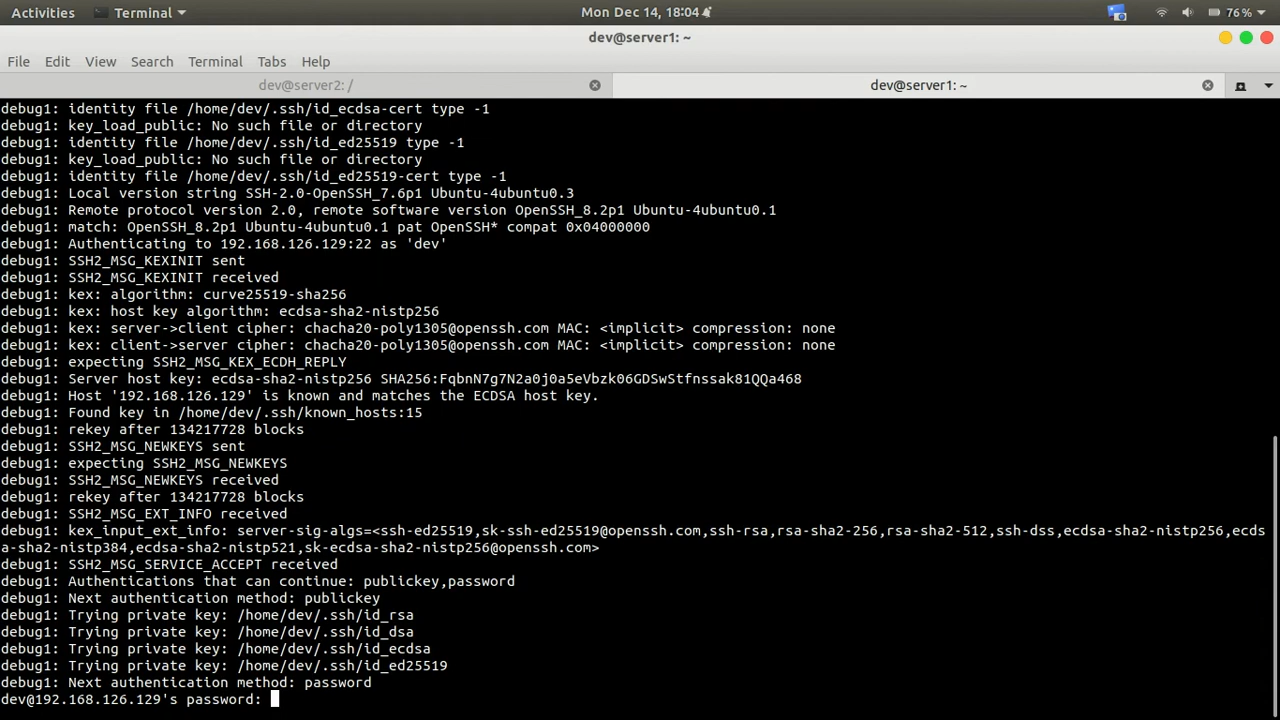 Activities Terminal Mon Dec 14, 18:04 76%
dev@server1: ~
File Edit View Search Terminal Tabs Help
dev@server2: / dev@server1: ~
debug1: identity file /home/dev/.ssh/id_ecdsa-cert type -1
debug1: key_load_public: No such file or directory
debug1: identity file /home/dev/.ssh/id_ed25519 type -1
debug1: key_load_public: No such file or directory
debug1: identity file /home/dev/.ssh/id_ed25519-cert type -1
debug1: Local version string SSH-2.0-OpenSSH_7.6p1 Ubuntu-4ubuntu0.3
debug1: Remote protocol version 2.0, remote software version OpenSSH_8.2p1 Ubuntu-4ubuntu0.1
debug1: match: OpenSSH_8.2p1 Ubuntu-4ubuntu0.1 pat OpenSSH* compat 0x04000000
debug1: Authenticating to 192.168.126.129:22 as 'dev'
debug1: SSH2_MSG_KEXINIT sent
debug1: SSH2_MSG_KEXINIT received
debug1: kex: algorithm: curve25519-sha256
debug1: kex: host key algorithm: ecdsa-sha2-nistp256
debug1: kex: server->client cipher: chacha20-poly1305@openssh.com MAC: <implicit> compression: none
debug1: kex: client->server cipher: chacha20-poly1305@openssh.com MAC: <implicit> compression: none
debug1: expecting SSH2_MSG_KEX_ECDH_REPLY
debug1: Server host key: ecdsa-sha2-nistp256 SHA256:FqbnN7g7N2a0j0a5eVbzk06GDSwStfnssak81QQa468
debug1: Host '192.168.126.129' is known and matches the ECDSA host key.
debug1: Found key in /home/dev/.ssh/known_hosts:15
debug1: rekey after 134217728 blocks
debug1: SSH2_MSG_NEWKEYS sent
debug1: expecting SSH2_MSG_NEWKEYS
debug1: SSH2_MSG_NEWKEYS received
debug1: rekey after 134217728 blocks
debug1: SSH2_MSG_EXT_INFO received
debug1: kex_input_ext_info: server-sig-algs=<ssh-ed25519,sk-ssh-ed25519@openssh.com,ssh-rsa,rsa-sha2-256,rsa-sha2-512,ssh-dss,ecdsa-sha2-nistp256,ecds
a-sha2-nistp384,ecdsa-sha2-nistp521,sk-ecdsa-sha2-nistp256@openssh.com>
debug1: SSH2_MSG_SERVICE_ACCEPT received
debug1: Authentications that can continue: publickey,password
debug1: Next authentication method: publickey
debug1: Trying private key: /home/dev/.ssh/id_rsa
debug1: Trying private key: /home/dev/.ssh/id_dsa
debug1: Trying private key: /home/dev/.ssh/id_ecdsa
debug1: Trying private key: /home/dev/.ssh/id_ed25519
debug1: Next authentication method: password
dev@192.168.126.129's password: